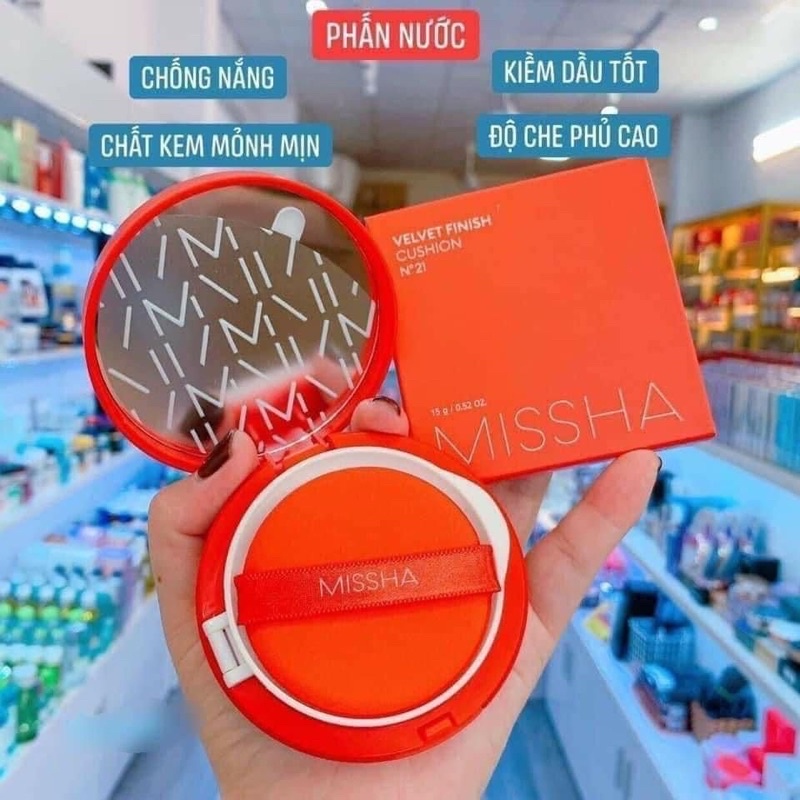 PHẤN NƯỚC
CHỐNG NẮNG
KIỀM DẦU TỐT
CHẤT KEM MỎNH MỊN
ĐỘ CHE PHỦ CAO
VELVET FINISH
CUSHION
Nº21
15 g / 0.52 OZ.
MISSHA
MISSHA